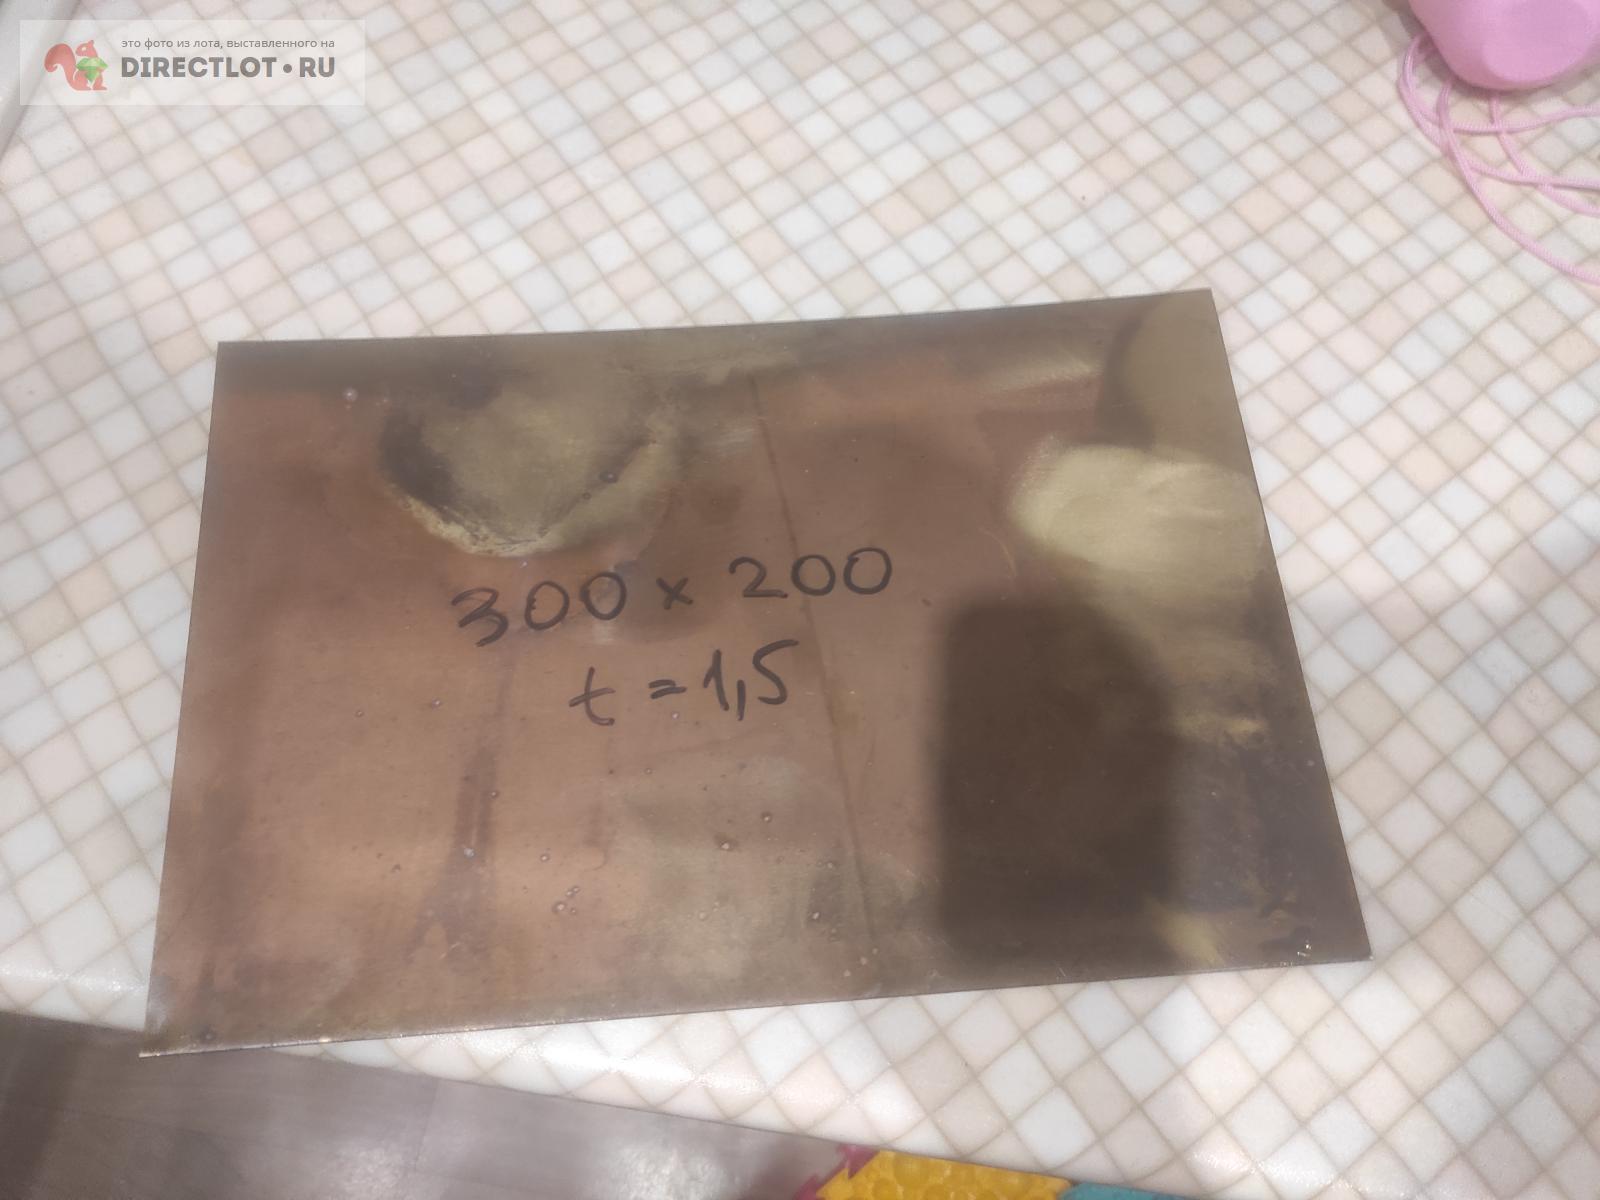 это фото из лота, выставленного на
DIRECTLOT•RU
300 x 200
t = 1,5